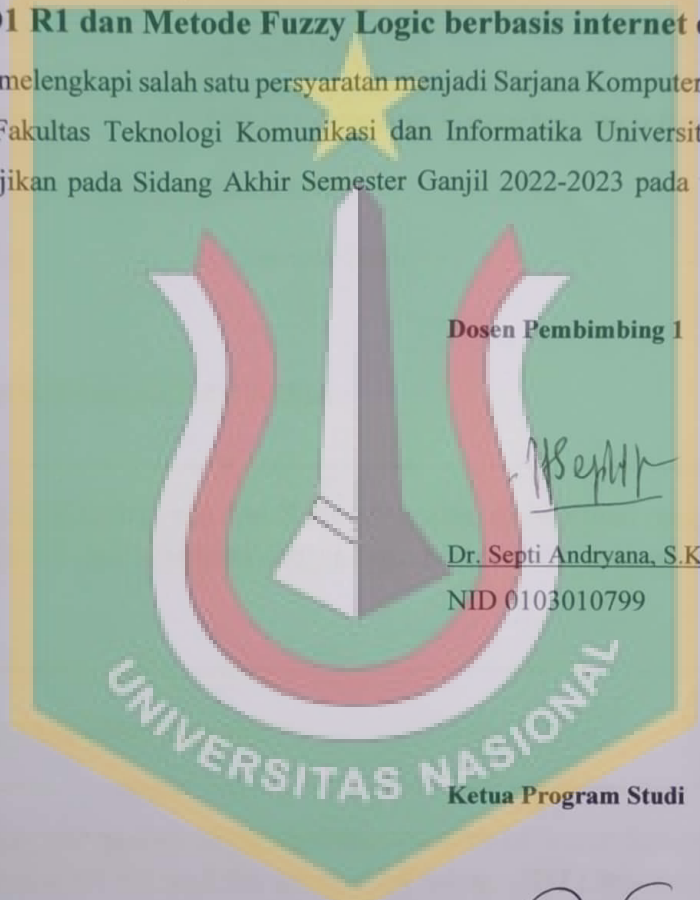 R1 dan Metode Fuzzy Logic berbasis internet
melengkapi salah satu persyaratan menjadi Sarjana Komputer
Fakultas Teknologi Komunikasi dan Informatika Universit
jikan pada Sidang Akhir Semester Ganjil 2022-2023 pada
Dosen Pembimbing 1
Dr. Septi Andryana, S.K
NID 0103010799
UNIVERSITAS NASIONAL
Ketua Program Studi